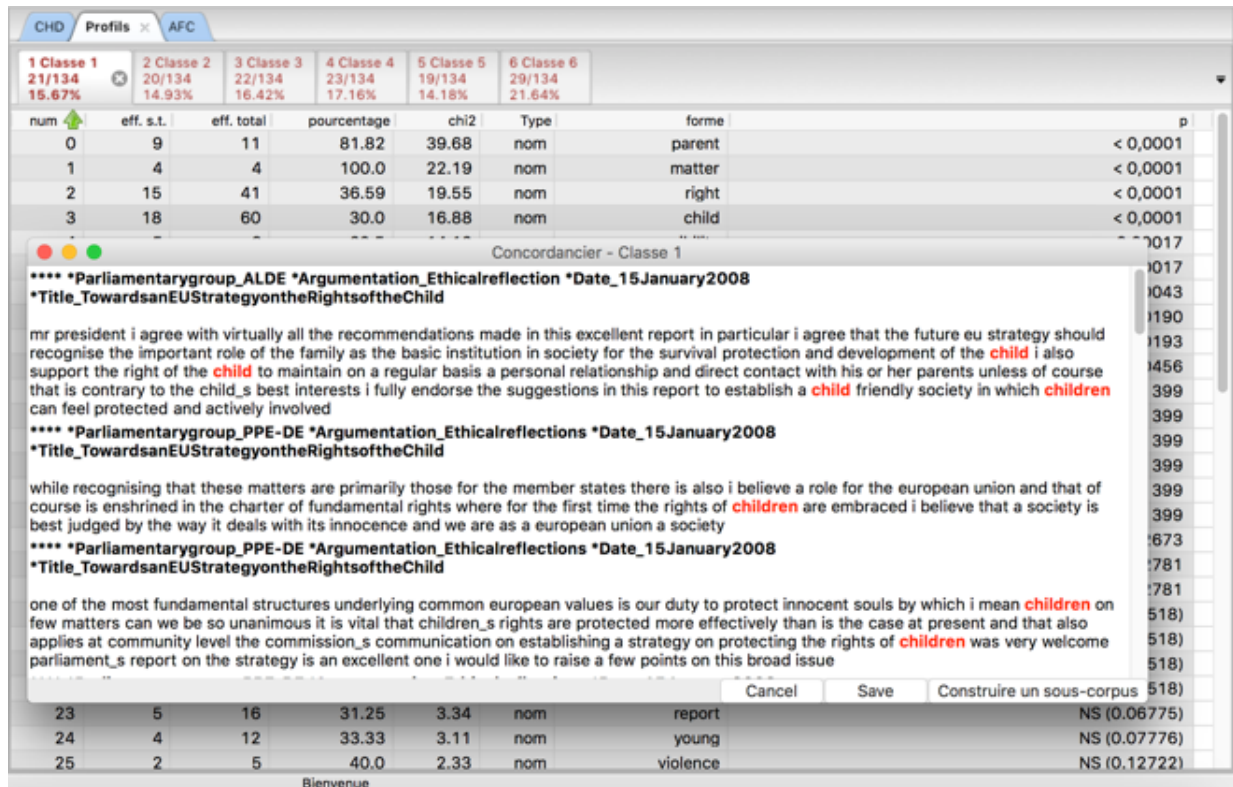 CHD Profils AFC
1 Classe 1 2 Classe 2 3 Classe 3 4 Classe 4 5 Classe 5 6 Classe 6
21/134 20/134 22/134 23/134 19/134 29/134
15.67% 14.93% 16.42% 17.16% 14.18% 21.64%
num eff. s.t. eff. total pourcentage chi2 Type forme p
0 9 11 81.82 39.68 nom parent < 0,0001
1 4 4 100.0 22.19 nom matter < 0,0001
2 15 41 36.59 19.55 nom right < 0,0001
3 18 60 30.0 16.88 nom child < 0,0001
0017
Concordancier - Classe 1
**** *Parliamentarygroup_ALDE *Argumentation_Ethicalreflection *Date_15January2008
*Title_TowardsanEUStrategyontheRightsoftheChild
mr president i agree with virtually all the recommendations made in this excellent report in particular i agree that the future eu strategy should
recognise the important role of the family as the basic institution in society for the survival protection and development of the child i also
support the right of the child to maintain on a regular basis a personal relationship and direct contact with his or her parents unless of course
that is contrary to the child_s best interests i fully endorse the suggestions in this report to establish a child friendly society in which children
can feel protected and actively involved
**** *Parliamentarygroup_PPE-DE *Argumentation_Ethicalreflections *Date_15January2008
*Title_TowardsanEUStrategyontheRightsoftheChild
while recognising that these matters are primarily those for the member states there is also i believe a role for the european union and that of
course is enshrined in the charter of fundamental rights where for the first time the rights of children are embraced i believe that a society is
best judged by the way it deals with its innocence and we are as a european union a society
**** *Parliamentarygroup_PPE-DE *Argumentation_Ethicalreflections *Date_15January2008
*Title_TowardsanEUStrategyontheRightsoftheChild
one of the most fundamental structures underlying common european values is our duty to protect innocent souls by which i mean children on
few matters can we be so unanimous it is vital that children_s rights are protected more effectively than is the case at present and that also
applies at community level the commission_s communication on establishing a strategy on protecting the rights of children was very welcome
parliament_s report on the strategy is an excellent one i would like to raise a few points on this broad issue
Cancel Save Construire un sous-corpus
0017
0043
0190
0193
0456
399
399
399
399
399
399
2673
2781
2781
518)
518)
518)
518)
23 5 16 31.25 3.34 nom report NS (0.06775)
24 4 12 33.33 3.11 nom young NS (0.07776)
25 2 5 40.0 2.33 nom violence NS (0.12722)
Bienvenue